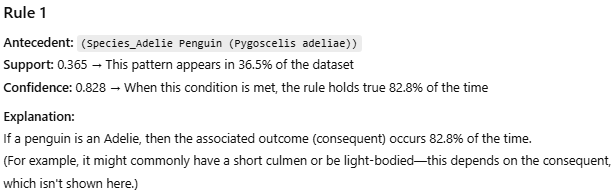 Rule 1
Antecedent: (Species_Adelie Penguin (Pygoscelis adeliae))
Support: 0.365 → This pattern appears in 36.5% of the dataset
Confidence: 0.828 → When this condition is met, the rule holds true 82.8% of the time
Explanation:
If a penguin is an Adelie, then the associated outcome (consequent) occurs 82.8% of the time.
(For example, it might commonly have a short culmen or be light-bodied—this depends on the consequent,
which isn't shown here.)